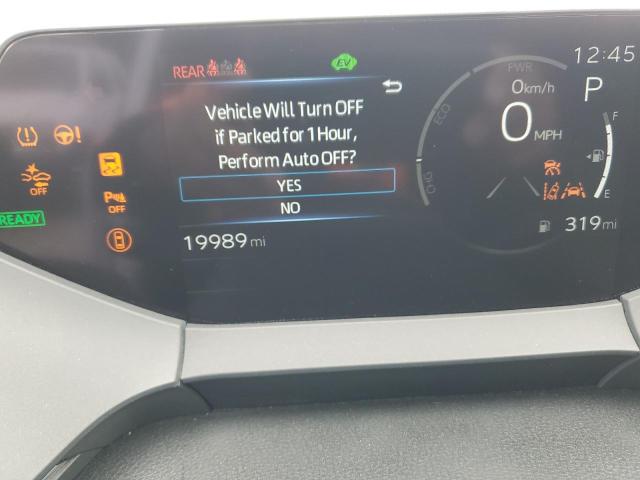 REAR
EV
12:45
PWR
0km/h
P
ECO
Vehicle Will Turn OFF
if Parked for 1 Hour,
Perform Auto OFF?
0 MPH
F
OFF
YES
CHG
E
READY
OFF
NO
19989 mi
319 mi